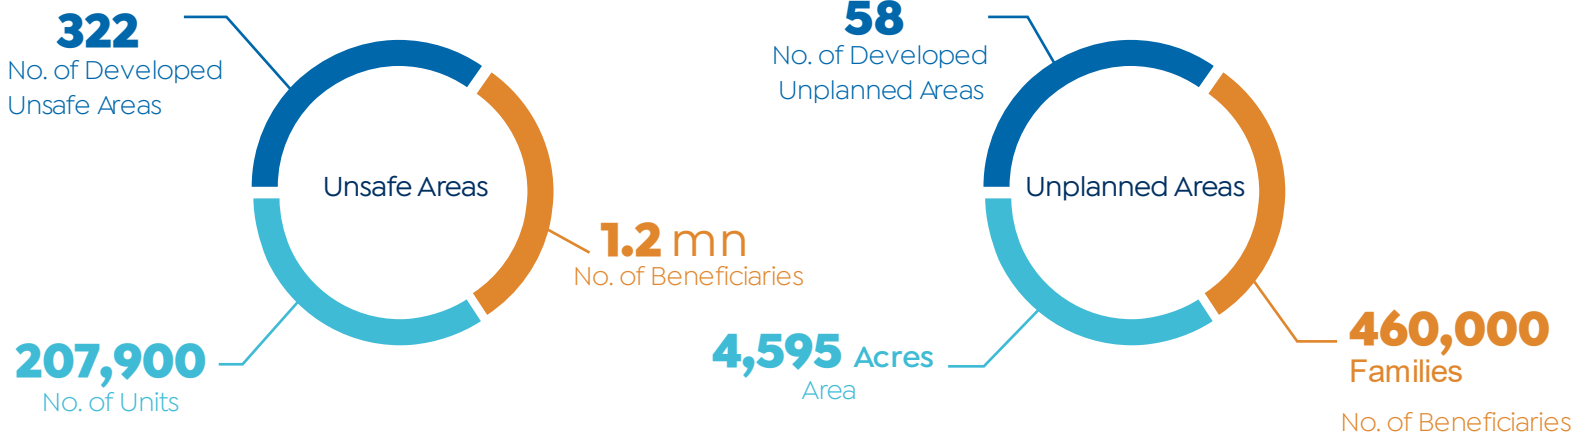 322
No. of Developed
Unsafe Areas
Unsafe Areas
1.2 mn
No. of Beneficiaries
207,900
No. of Units
58
No. of Developed
Unplanned Areas
Unplanned Areas
4,595 Acres
Area
460,000
Families
No. of Beneficiaries